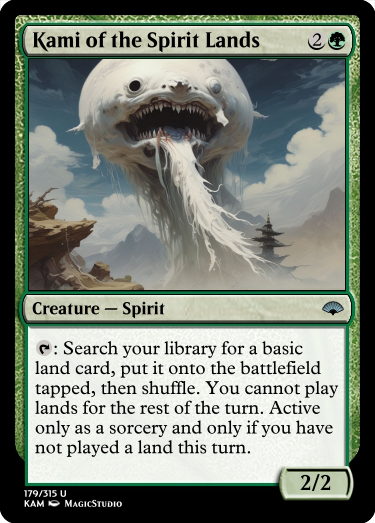 Kami of the Spirit Lands 2
Creature — Spirit
: Search your library for a basic
land card, put it onto the battlefield
tapped, then shuffle. You cannot play
lands for the rest of the turn. Active
only as a sorcery and only if you have
not played a land this turn.
2/2
179/315 U
KAM MagicStudio